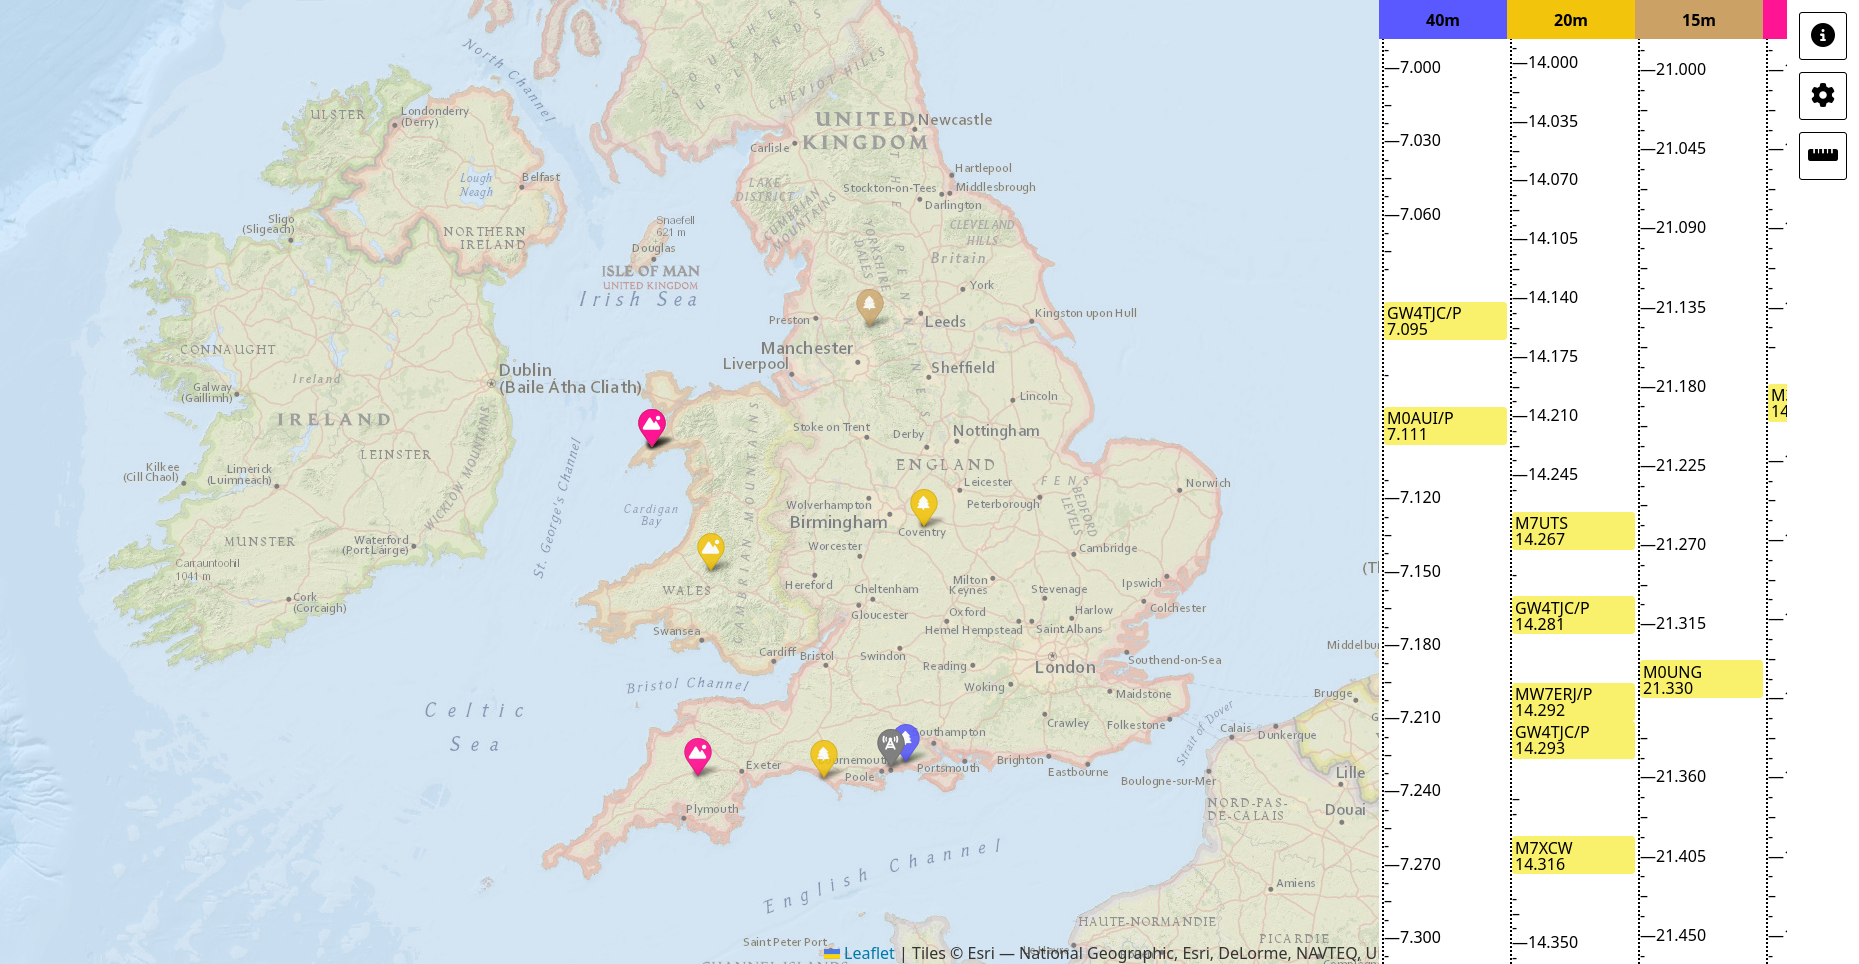 North Channel
SOUTHERN
UPLANDS
CHEVIOT HILLS
ULSTER
Londonderry
(Derry)
UNITED
KINGDOM
Newcastle
Carlisle
Hartlepool
Belfast
Lough
Neagh
LAKE
DISTRICT
Stockton-on-Tees
Middlesbrough
Darlington
CUMBRIAN
MOUNTAINS
Sligo
(Sligeach)
Snaefell
621 m
NORTHERN
IRELAND
Douglas
YORKSHIRE
DALES
CLEVELAND
HILLS
Britain
THE PENNINES
ISLE OF MAN
UNITED KINGDOM
Irish Sea
York
Preston
Leeds
Kingston upon Hull
CONNAUGHT
Manchester
Liverpool
Sheffield
Dublin
(Baile Átha Cliath)
Ireland
Galway
(Gaillimh)
Lincoln
IRELAND
Stoke on Trent
Derby
Nottingham
LEINSTER
WICKLOW MOUNTAINS
St. George's Channel
CAMBRIAN MOUNTAINS
Kilkee
(Cill Chaol)
Limerick
(Luimneach)
ENGLAND
Leicester
FENS
BEDFORD
LEVELS
Norwich
Wolverhampton
Peterborough
Cardigan
Bay
Birmingham
Coventry
MUNSTER
Waterford
(Port Láirge)
Worcester
Cambridge
Carrauntoohil
1041 m
Hereford
Cheltenham
Milton
Keynes
Stevenage
Ipswich
WALES
Cork
(Corcaigh)
Gloucester
Oxford
Harlow
Colchester
Swansea
Hemel Hempstead
Saint Albans
Cardiff
Bristol
Swindon
Reading
London
Southend-on-Sea
Bristol Channel
Woking
Maidstone
Brugge
Celtic
Sea
Crawley
Folkestone
Strait of Dover
Calais
Dunkerque
outhampton
Exeter
Poole
Portsmouth
Brighton
Eastbourne
Boulogne-sur-Mer
Lille
Plymouth
NORD-PAS-
DE-CALAIS
Douai
English Channel
Amiens
HAUTE-NORMANDIE
PICARDIE
Saint Peter Port
Leaflet | Tiles © Esri — National Geographic, Esri, DeLorme, NAVTEQ, U
40m
7.000
7.030
7.060
GW4TJC/P
7.095
M0AUI/P
7.111
7.120
7.150
7.180
7.210
7.240
7.270
7.300
20m
14.000
14.035
14.070
14.105
14.140
14.175
14.210
14.245
M7UTS
14.267
GW4TJC/P
14.281
MW7ERJ/P
14.292
GW4TJC/P
14.293
M7XCW
14.316
14.350
15m
21.000
21.045
21.090
21.135
21.180
21.225
21.270
21.315
M0UNG
21.330
21.360
21.405
21.450
14